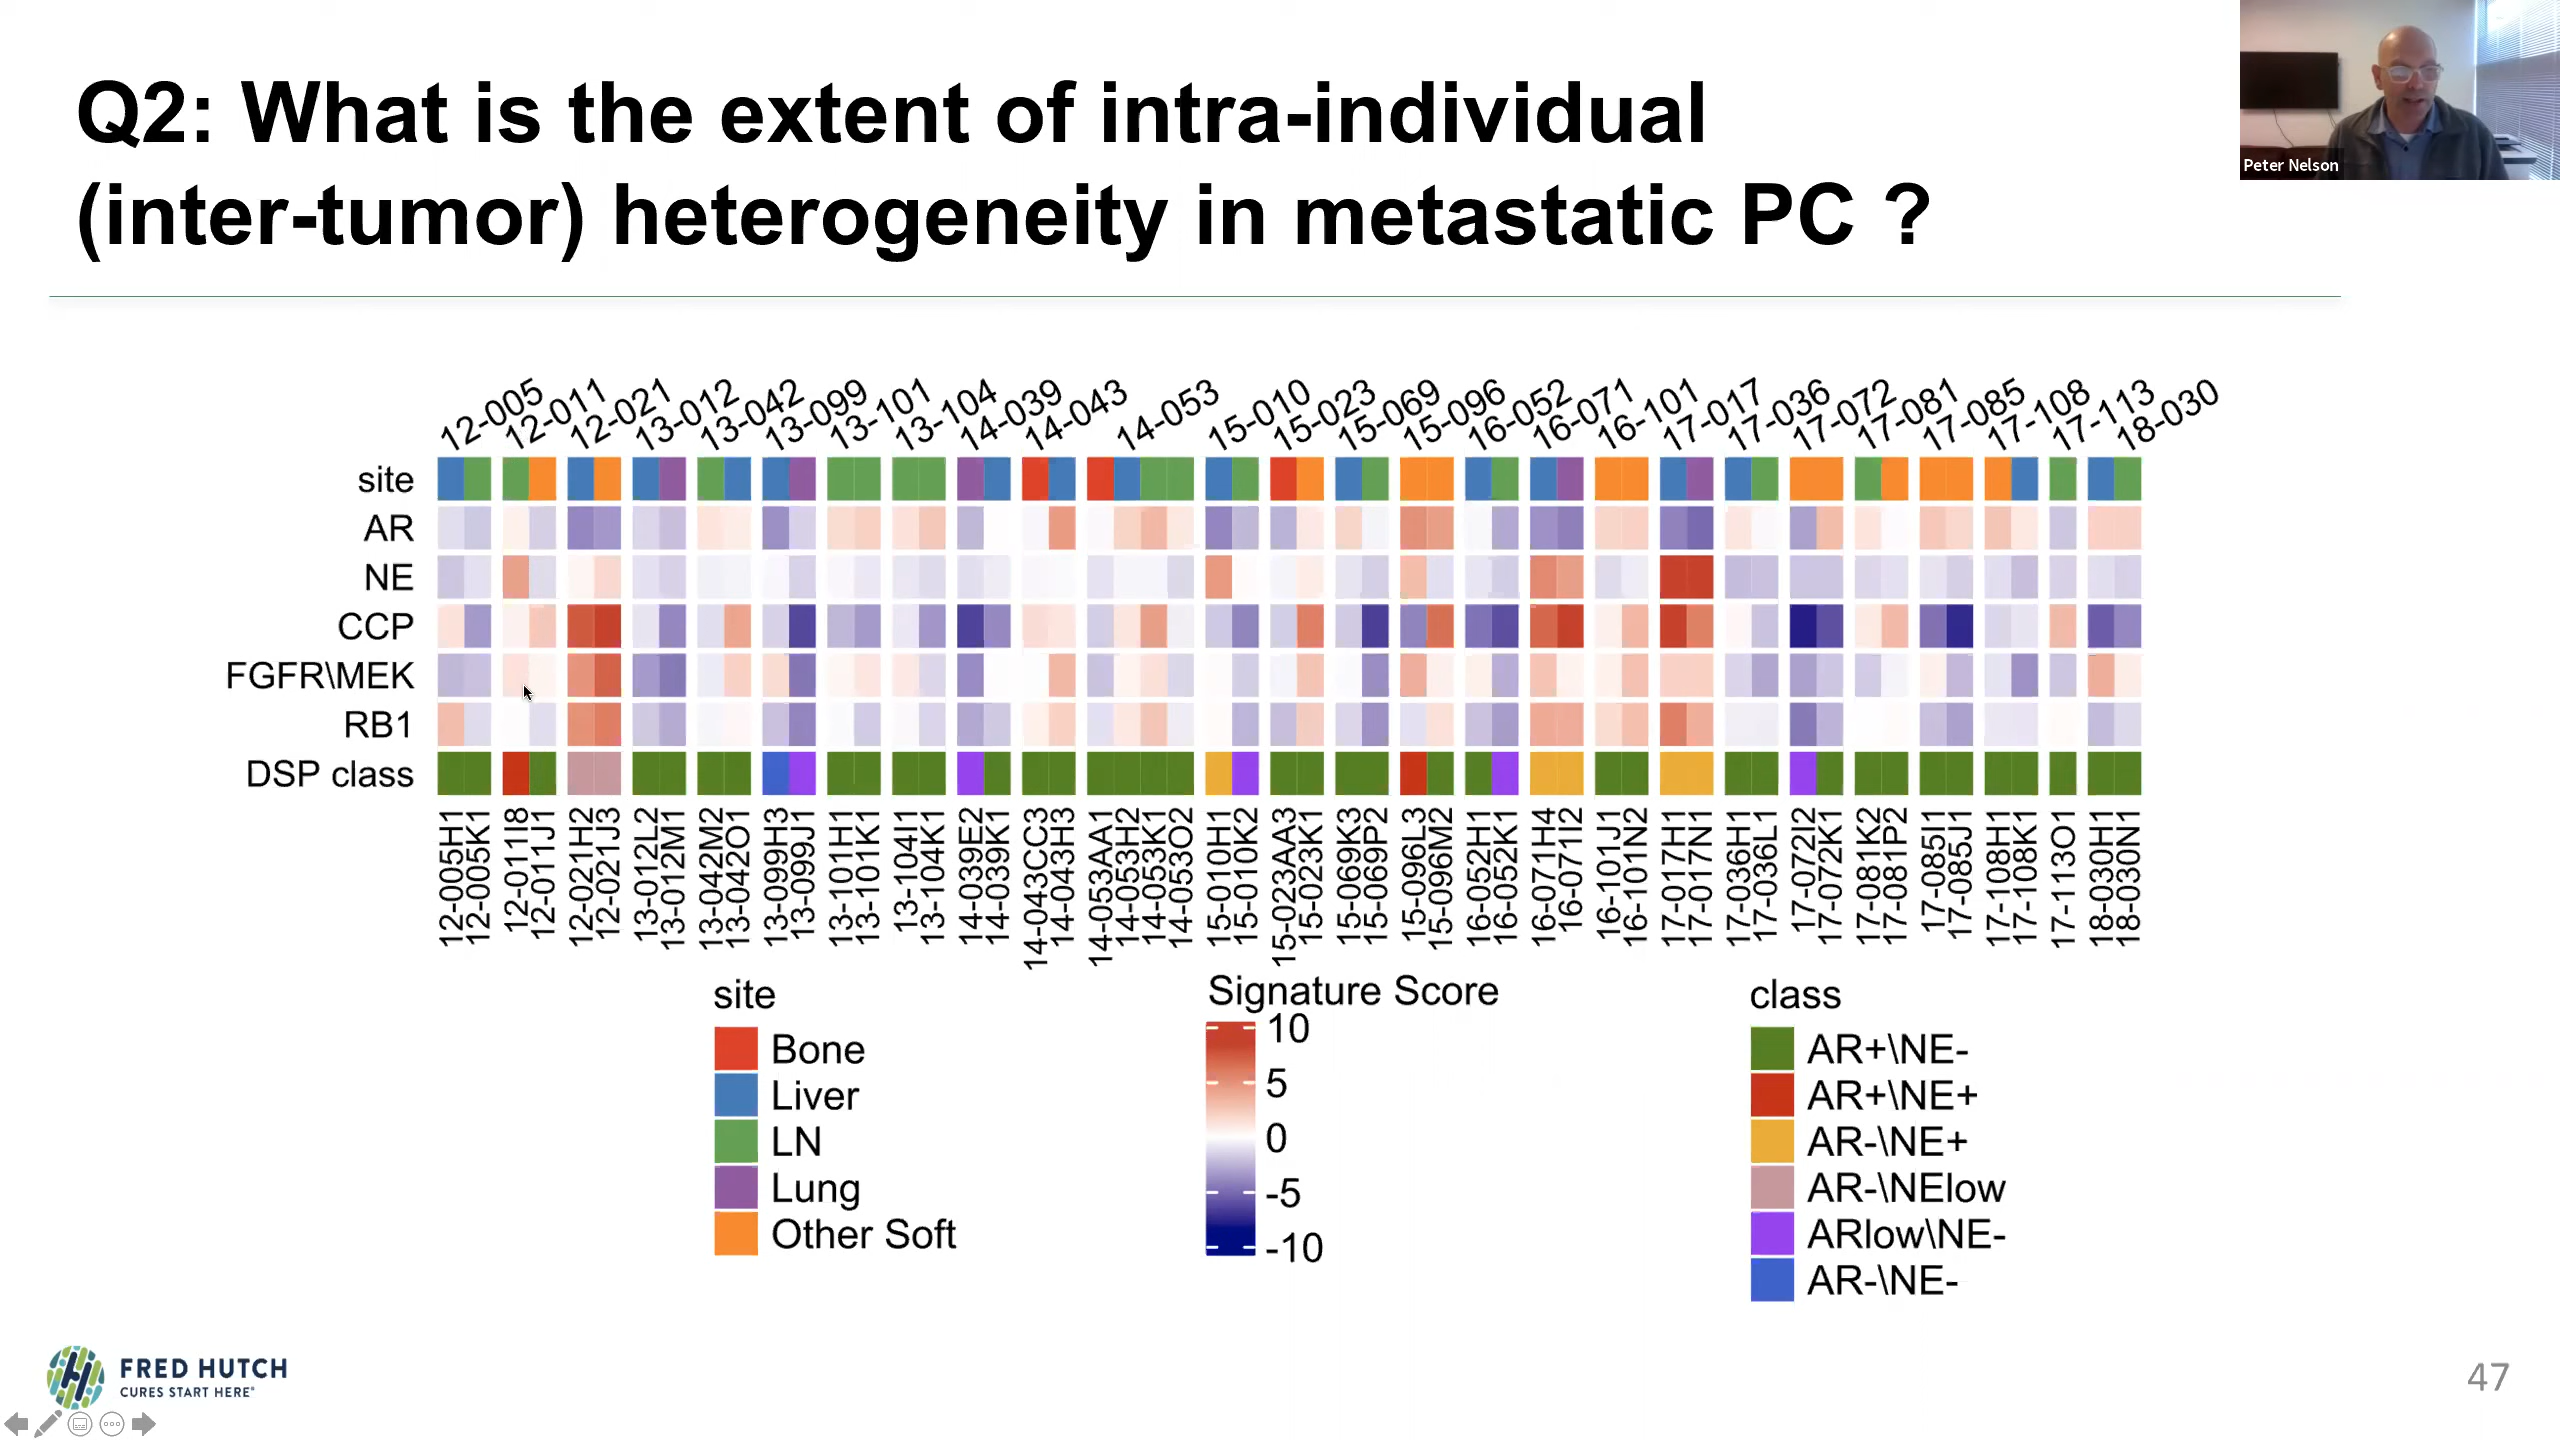 Q2: What is the extent of intra-individual
(inter-tumor) heterogeneity in metastatic PC ?
Peter Nelson
12-005 12-011 12-021 13-012 13-042 13-099 13-101 13-104 14-039 14-043 14-053 15-010 15-023 15-069 15-096 16-052 16-071 16-101 17-017 17-036 17-072 17-081 17-085 17-108 17-113 18-030
site
AR
NE
CCP
FGFR\MEK
RB1
DSP class
12-005H1 12-005K1 12-011I8 12-011J1 12-021H2 12-021J3 13-012L2 13-012M1 13-042M2 13-042O1 13-099H3 13-099J1 13-101H1 13-101K1 13-104I1 13-104K1 14-039E2 14-039K1 14-043CC3 14-043H3 14-053AA1 14-053H2 14-053K1 14-053O2 15-010H1 15-010K2 15-023AA3 15-023K1 15-069K3 15-069P2 15-096L3 15-096M2 16-052H1 16-052K1 16-071H4 16-071I2 16-101J1 16-101N2 17-017H1 17-017N1 17-036H1 17-036L1 17-072I2 17-072K1 17-081K2 17-081P2 17-085I1 17-085J1 17-108H1 17-108K1 17-113O1 18-030H1 18-030N1
site
Bone
Liver
LN
Lung
Other Soft
Signature Score
10
5
0
-5
-10
class
AR+\NE-
AR+\NE+
AR-\NE+
AR-\NElow
ARlow\NE-
AR-\NE-
FRED HUTCH
CURES START HERE®
47